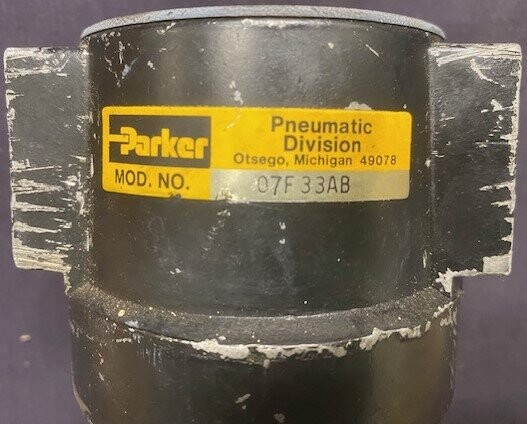 Parker
Pneumatic
Division
Otsego, Michigan 49078
MOD. NO. 07F 33AB